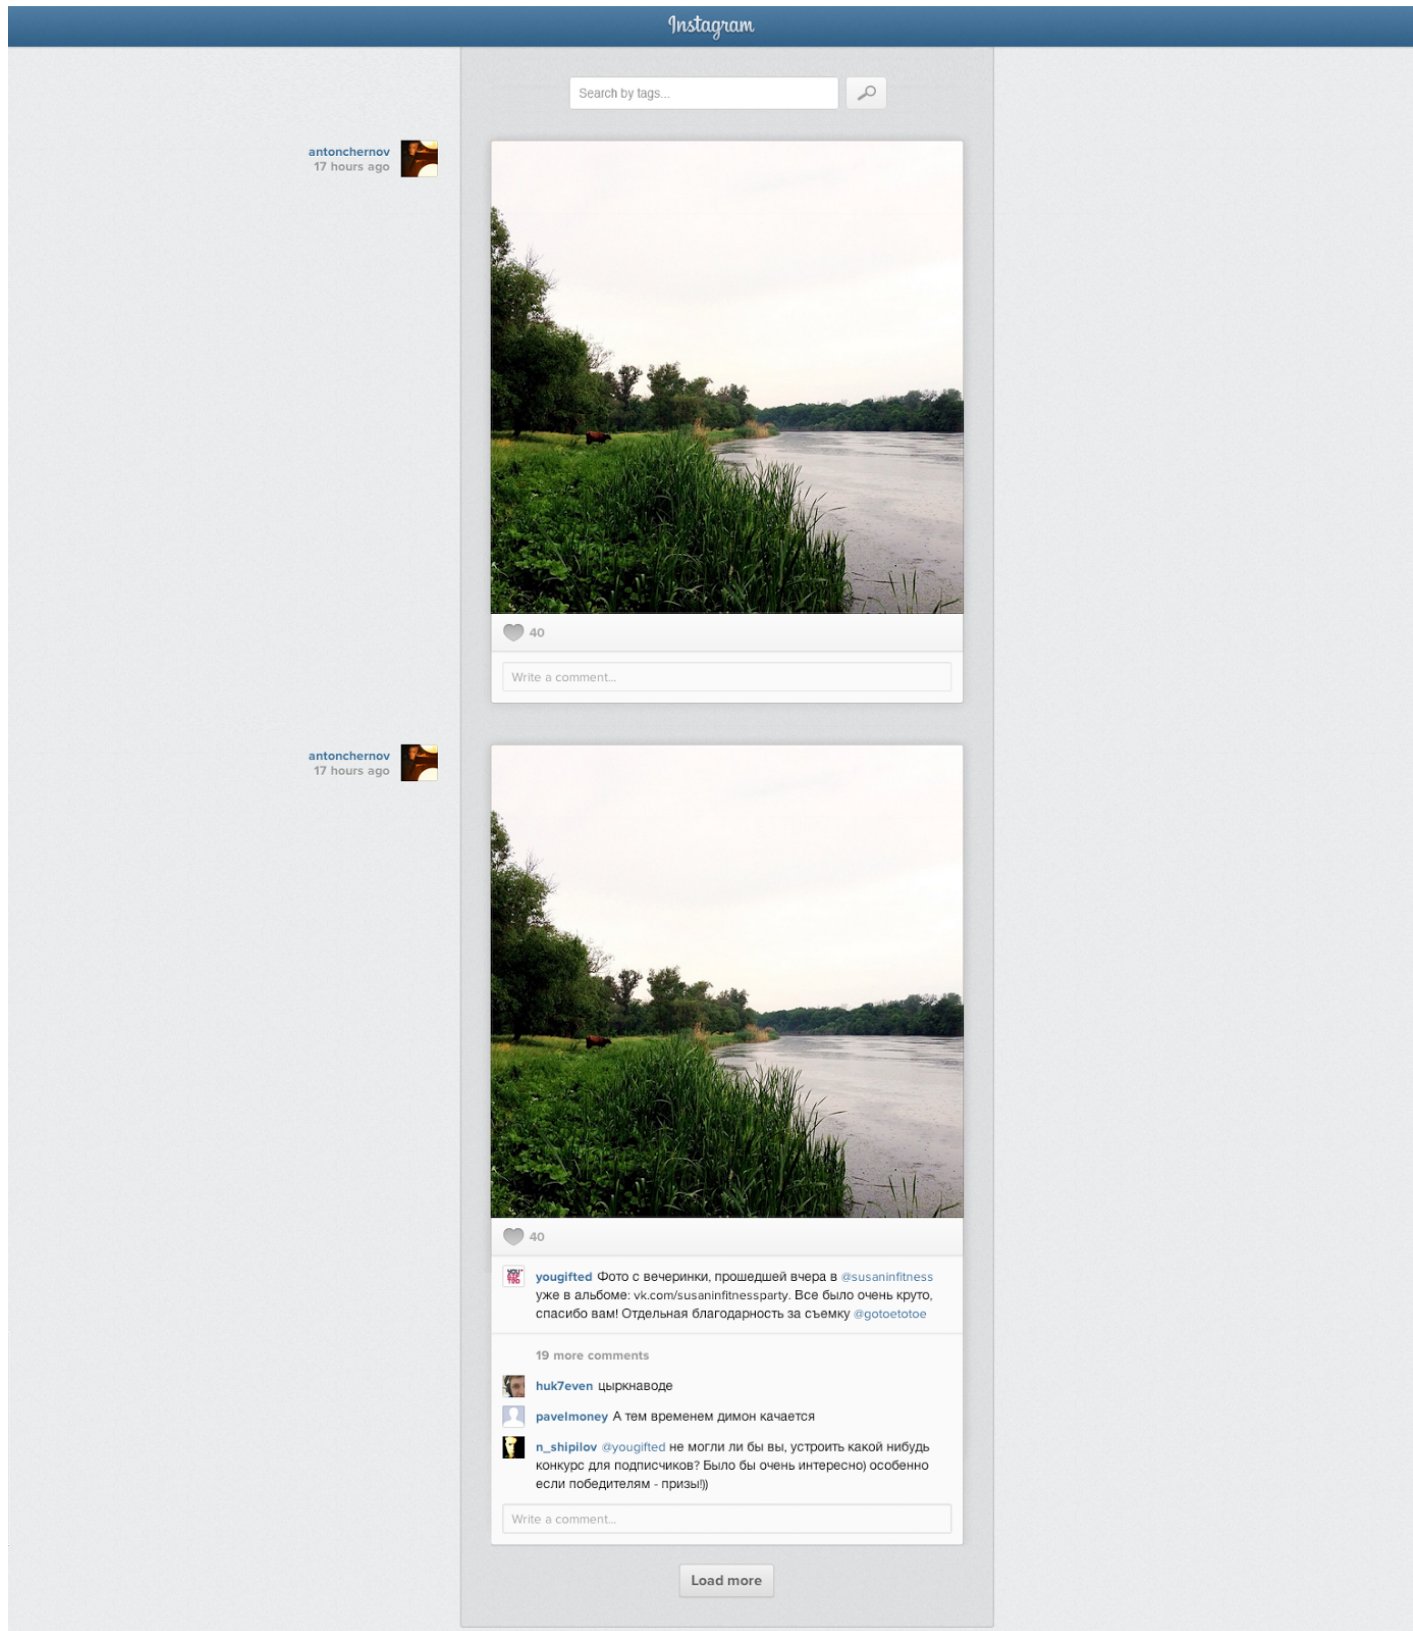 Instagram
Search by tags...
antonchernov
17 hours ago
40
Write a comment...
antonchernov
17 hours ago
40
yougifted Фото с вечеринки, прошедшей вчера в @susaninfitness
уже в альбоме: vk.com/susaninfitnessparty. Все было очень круто,
спасибо вам! Отдельная благодарность за съемку @gotoetotoe
19 more comments
huk7even цыркнаводе
pavelmoney А тем временем димон качается
n_shipilov @yougifted не могли ли бы вы, устроить какой нибудь
конкурс для подписчиков? Было бы очень интересно) особенно
если победителям - призы!))
Write a comment...
Load more